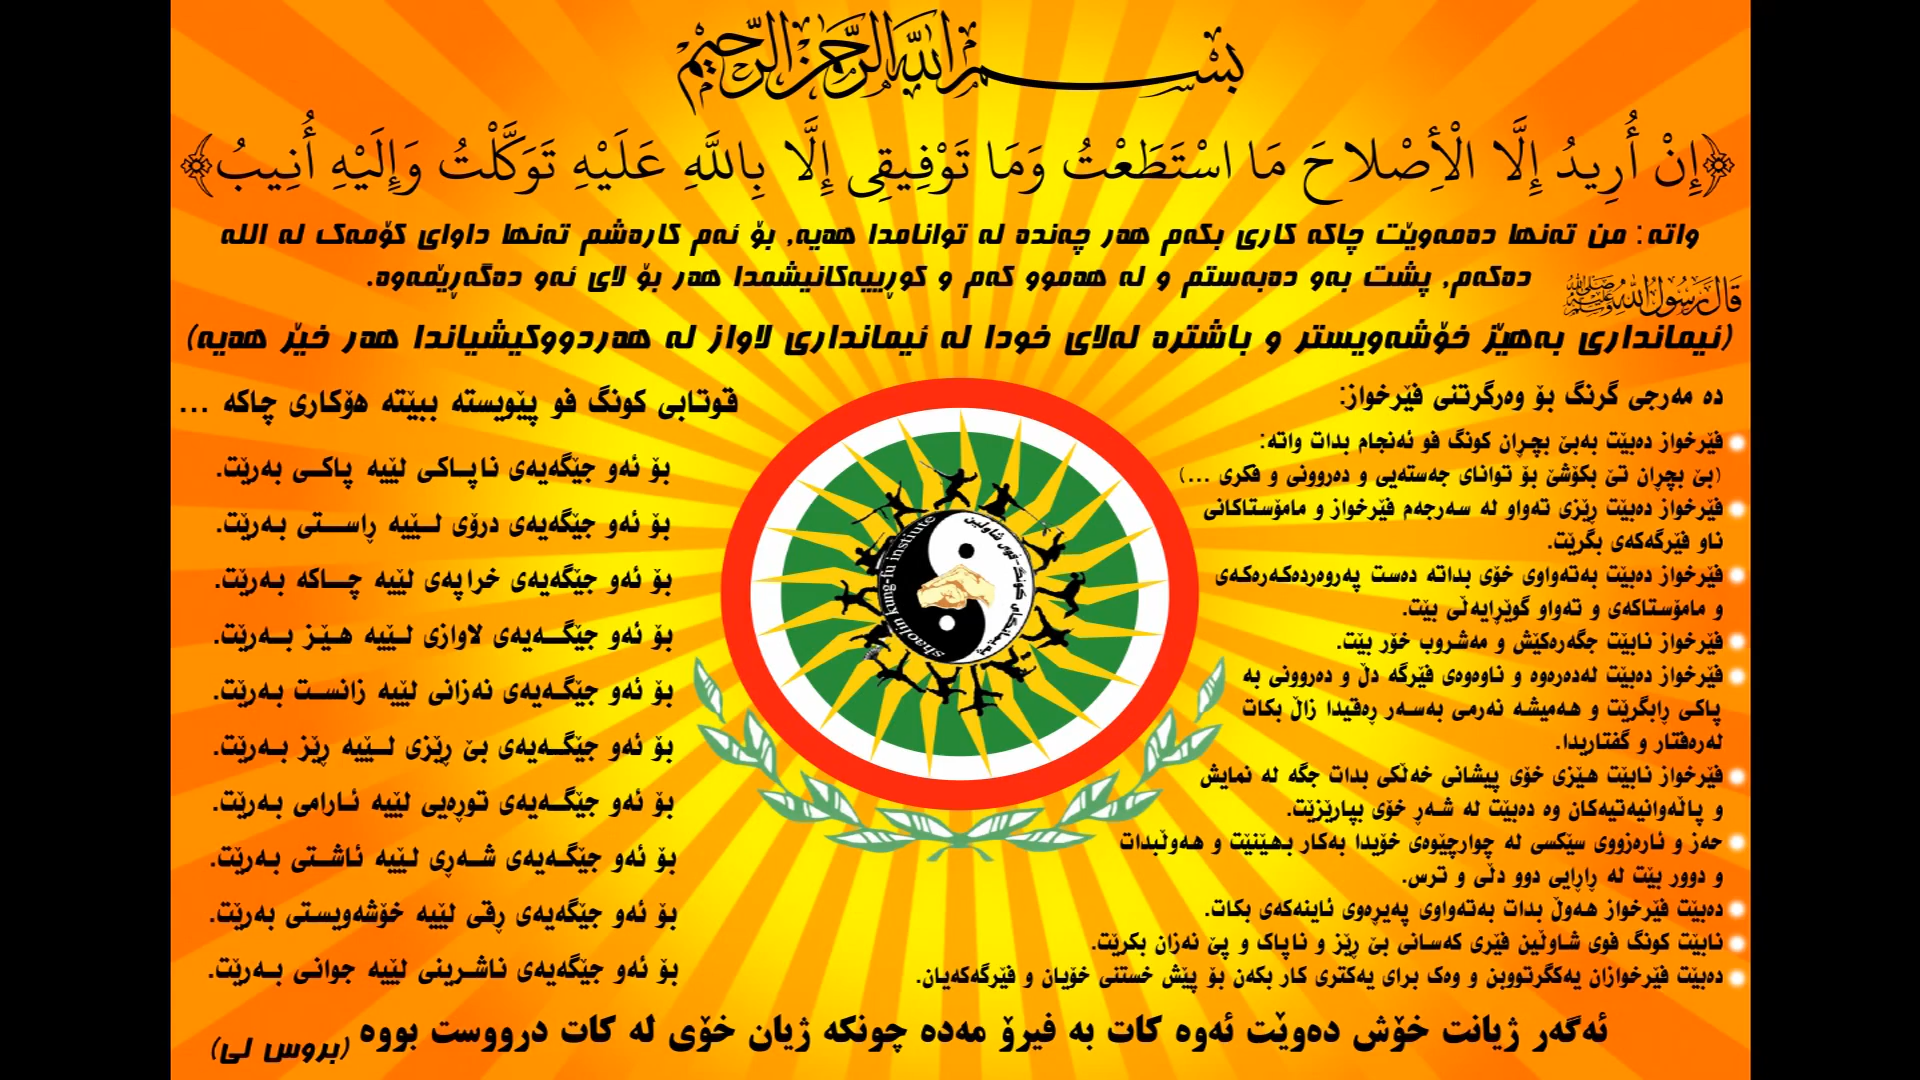 بسم الله الرحمن الرحيم
﴿إِنْ أُرِيدُ إِلَّا الْأِصْلاحَ مَا اسْتَطَعْتُ وَمَا تَوْفِيقِى إِلَّا بِاللَّهِ عَلَيْهِ تَوَكَّلْتُ وَإِلَيْهِ أُنِيبُ﴾
واتە: من تەنها دەمەوێت چاکە کاری بکەم هەر چەندە لە توانامدا هەیە, بۆ ئەم کارەشم تەنها داوای کۆمەک لە اللە
دەکەم, پشت بەو دەبەستم و لە هەموو کەم و کوڕییەکانیشمدا هەر بۆ لای ئەو دەگەڕێمەوە.
قال رسول الله صلى الله عليه وسلم
(ئیمانداری بەهێز خۆشەویستر و باشترە لەلای خودا لە ئیمانداری لاواز لە هەردووکیشیاندا هەر خێر هەیە)
دە مەرجی گرنگ بۆ وەرگرتنی فێرخواز:
فێرخواز دەبێت بەبێ بچڕان کونگ فو ئەنجام بدات واتە:
(بێ بچڕان تێ بکۆشێ بۆ توانای جەستەیی و دەروونی و فکری ...)
فێرخواز دەبێت ڕێزی تەواو لە سەرجەم فێرخواز و مامۆستاکانی
ناو فێرگەکەی بگرێت.
فێرخواز دەبێت بەتەواوی خۆی بداتە دەست پەروەردەکەرەکەی
و مامۆستاکەی و تەواو گوێڕایەڵی بێت.
فێرخواز نابێت جگەرەکێش و مەشروب خۆر بێت.
فێرخواز دەبێت لەدەرەوە و ناوەوەی فێرگە دڵ و دەروونی بە
پاکی ڕابگرێت و هەمیشە نەرمی بەسەر ڕەقیدا زاڵ بکات
لەرەفتار و گفتاریدا.
فێرخواز نابێت هێزی خۆی پیشانی خەڵکی بدات جگە لە نمایش
و پاڵەوانیەتیەکان وە دەبێت لە شەڕ خۆی بپارێزێت.
حەز و ئارەزووی سێکسی لە چوارچێوەی خۆیدا بەکار بهێنێت و هەوڵبدات
و دوور بێت لە ڕاڕایی دوو دڵی و ترس.
دەبێت فێرخواز هەوڵ بدات بەتەواوی پەیڕەوی ئاینەکەی بکات.
نابێت کونگ فوی شاوڵین فێری کەسانی بێ ڕێز و ناپاک و پێ نەزان بکرێت.
دەبێت فێرخوازان یەکگرتووبن و وەک برای یەکتری کار بکەن بۆ پێش خستنی خۆیان و فێرگەکەیان.
قوتابی کونگ فو پێویستە ببێتە هۆکاری چاکە ...
بۆ ئەو جێگەیەی ناپاکی لێیە پاکی بەرێت.
بۆ ئەو جێگەیەی درۆی لێیە ڕاستی بەرێت.
بۆ ئەو جێگەیەی خراپەی لێیە چاکە بەرێت.
بۆ ئەو جێگەیەی لاوازی لێیە هێز بەرێت.
بۆ ئەو جێگەیەی نەزانی لێیە زانست بەرێت.
بۆ ئەو جێگەیەی بێ ڕێزی لێیە ڕێز بەرێت.
بۆ ئەو جێگەیەی توڕەیی لێیە ئارامی بەرێت.
بۆ ئەو جێگەیەی شەڕی لێیە ئاشتی بەرێت.
بۆ ئەو جێگەیەی ڕقی لێیە خۆشەویستی بەرێت.
بۆ ئەو جێگەیەی ناشرینی لێیە جوانی بەرێت.
shaolin kung-fu institute
پەیمانگای کونگ-فوی شاولین
ئەگەر ژیانت خۆش دەوێت ئەوە کات بە فیڕۆ مەدە چونکە ژیان خۆی لە کات درووست بووە (بروس لی)